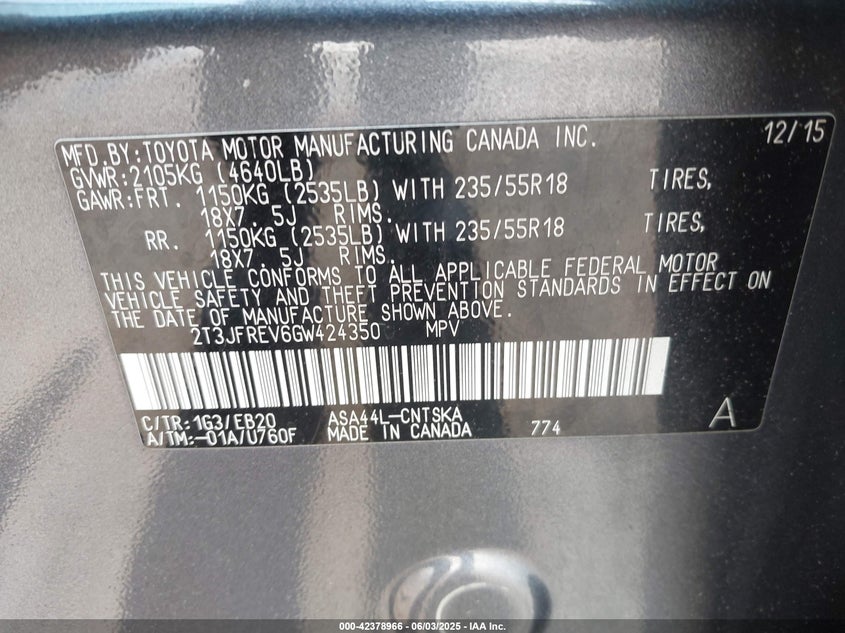 MFD.BY:TOYOTA MOTOR MANUFACTURING CANADA INC. 12/15
GVWR:2105KG (4640LB)
GAWR:FRT. 1150KG (2535LB) WITH 235/55R18 TIRES,
18X7. 5J RIMS.
RR. 1150KG (2535LB) WITH 235/55R18 TIRES,
18X7. 5J RIMS.
THIS VEHICLE CONFORMS TO ALL APPLICABLE FEDERAL MOTOR
VEHICLE SAFETY AND THEFT PREVENTION STANDARDS IN EFFECT ON
THE DATE OF MANUFACTURE SHOWN ABOVE.
2T3JFREV6GW424350 MPV
C/TR:1G3/EB20 ASA44L-CNTSKA A
A/TM:-01A/U760F MADE IN CANADA 774
000-42378966 | 06/03/2025 | IAA Inc.